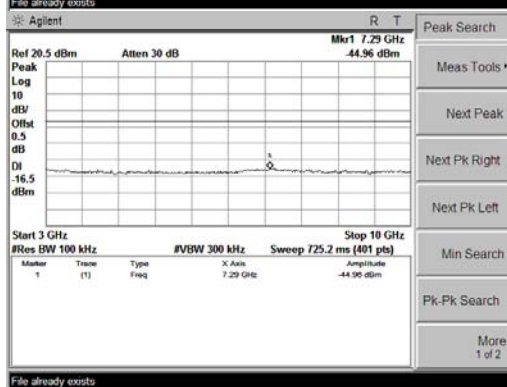 File already exists
Agilent R T
Mkr1 7.29 GHz
Ref 20.5 dBm Atten 30 dB -44.96 dBm
Peak
Log
10
dB/
Offst
0.5
dB
DI
-16.5
dBm
1
Start 3 GHz Stop 10 GHz
#Res BW 100 kHz #VBW 300 kHz Sweep 725.2 ms (401 pts)
Marker Trace Type X Axis Amplitude
1 (1) Freq 7.29 GHz -44.96 dBm
Peak Search
Meas Tools
Next Peak
Next Pk Right
Next Pk Left
Min Search
Pk-Pk Search
More
1 of 2
File already exists